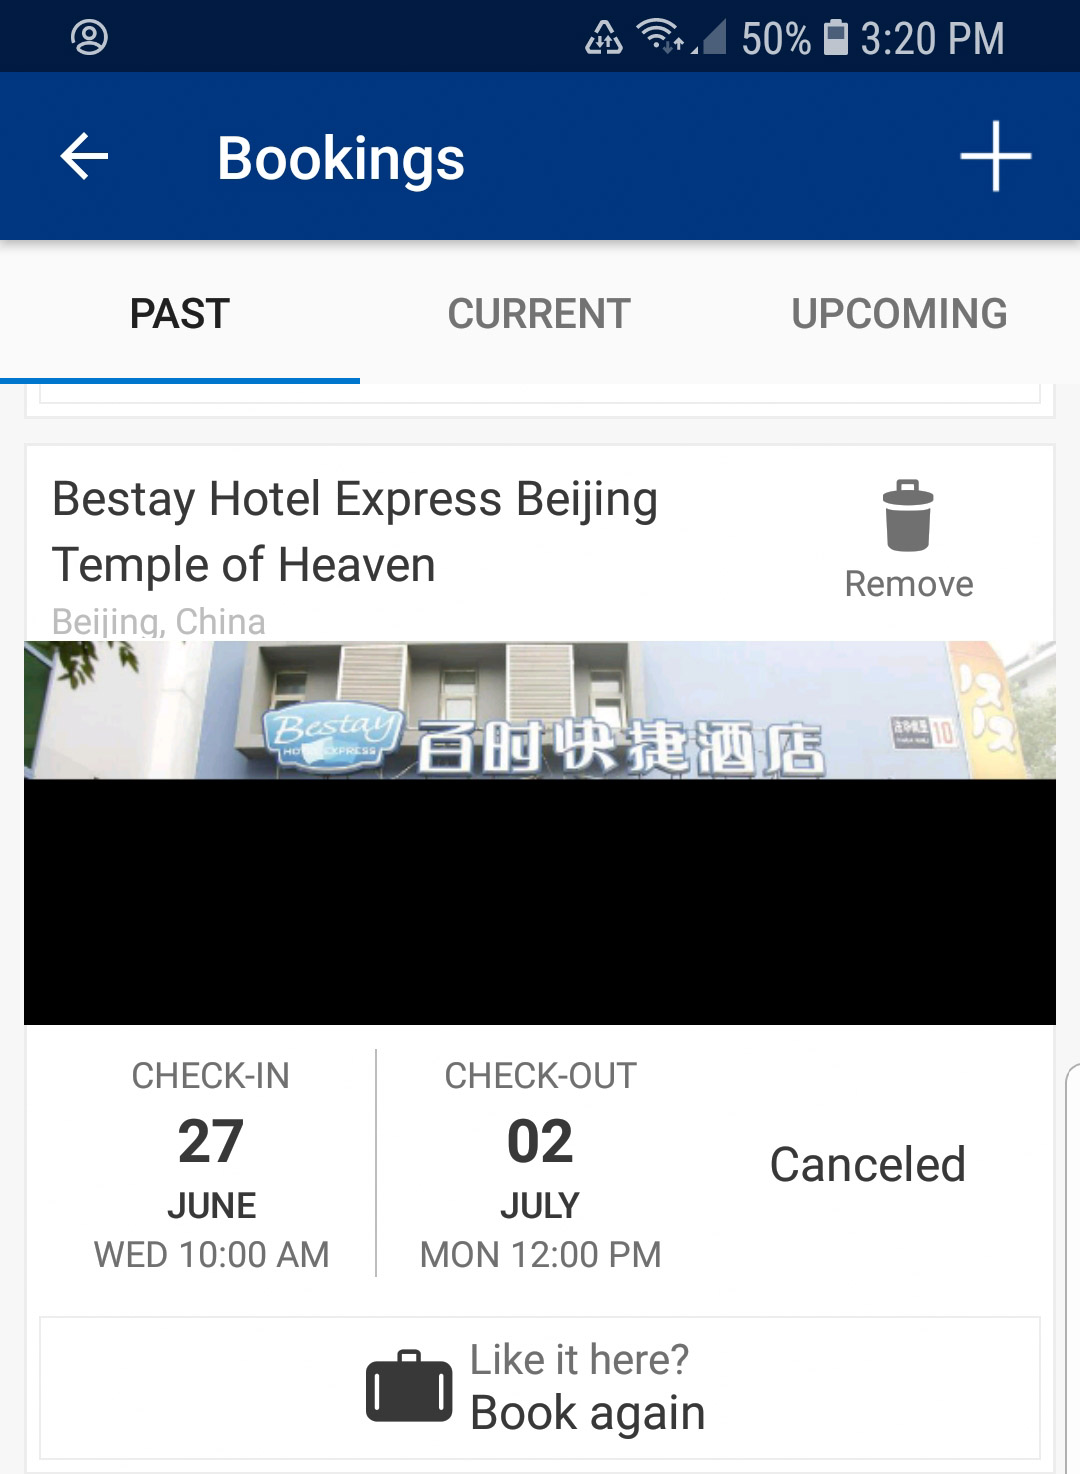 50% 3:20 PM
Bookings
PAST CURRENT UPCOMING
Bestay Hotel Express Beijing
Temple of Heaven
Remove
Beijing, China
Bestay
HOTEL EXPRESS
百时快捷酒店
10
CHECK-IN
27
JUNE
WED 10:00 AM
CHECK-OUT
02
JULY
MON 12:00 PM
Canceled
Like it here?
Book again